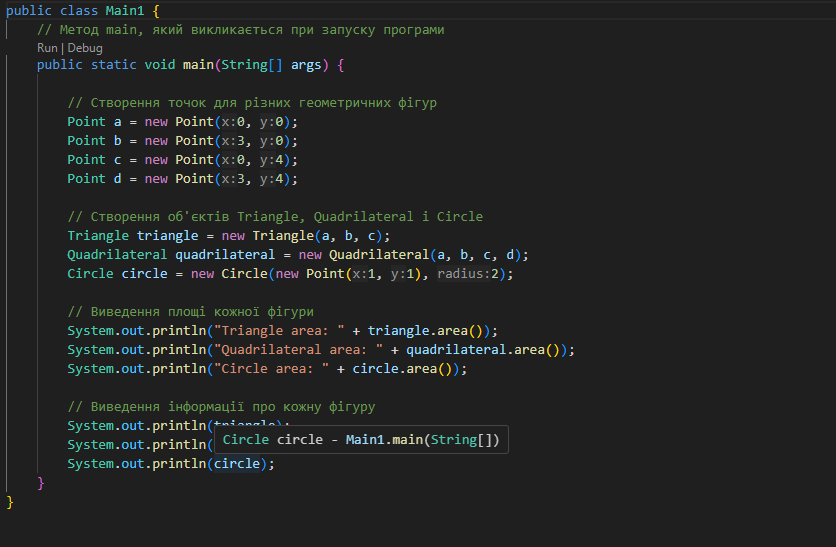 public class Main1 {
// Метод main, який викликається при запуску програми
Run | Debug
public static void main(String[] args) {
// Створення точок для різних геометричних фігур
Point a = new Point(x:0, y:0);
Point b = new Point(x:3, y:0);
Point c = new Point(x:0, y:4);
Point d = new Point(x:3, y:4);
// Створення об'єктів Triangle, Quadrilateral і Circle
Triangle triangle = new Triangle(a, b, c);
Quadrilateral quadrilateral = new Quadrilateral(a, b, c, d);
Circle circle = new Circle(new Point(x:1, y:1), radius:2);
// Виведення площі кожної фігури
System.out.println("Triangle area: " + triangle.area());
System.out.println("Quadrilateral area: " + quadrilateral.area());
System.out.println("Circle area: " + circle.area());
// Виведення інформації про кожну фігуру
System.out.println(triangle);
Circle circle - Main1.main(String[])
System.out.println(
System.out.println(circle);
}
}